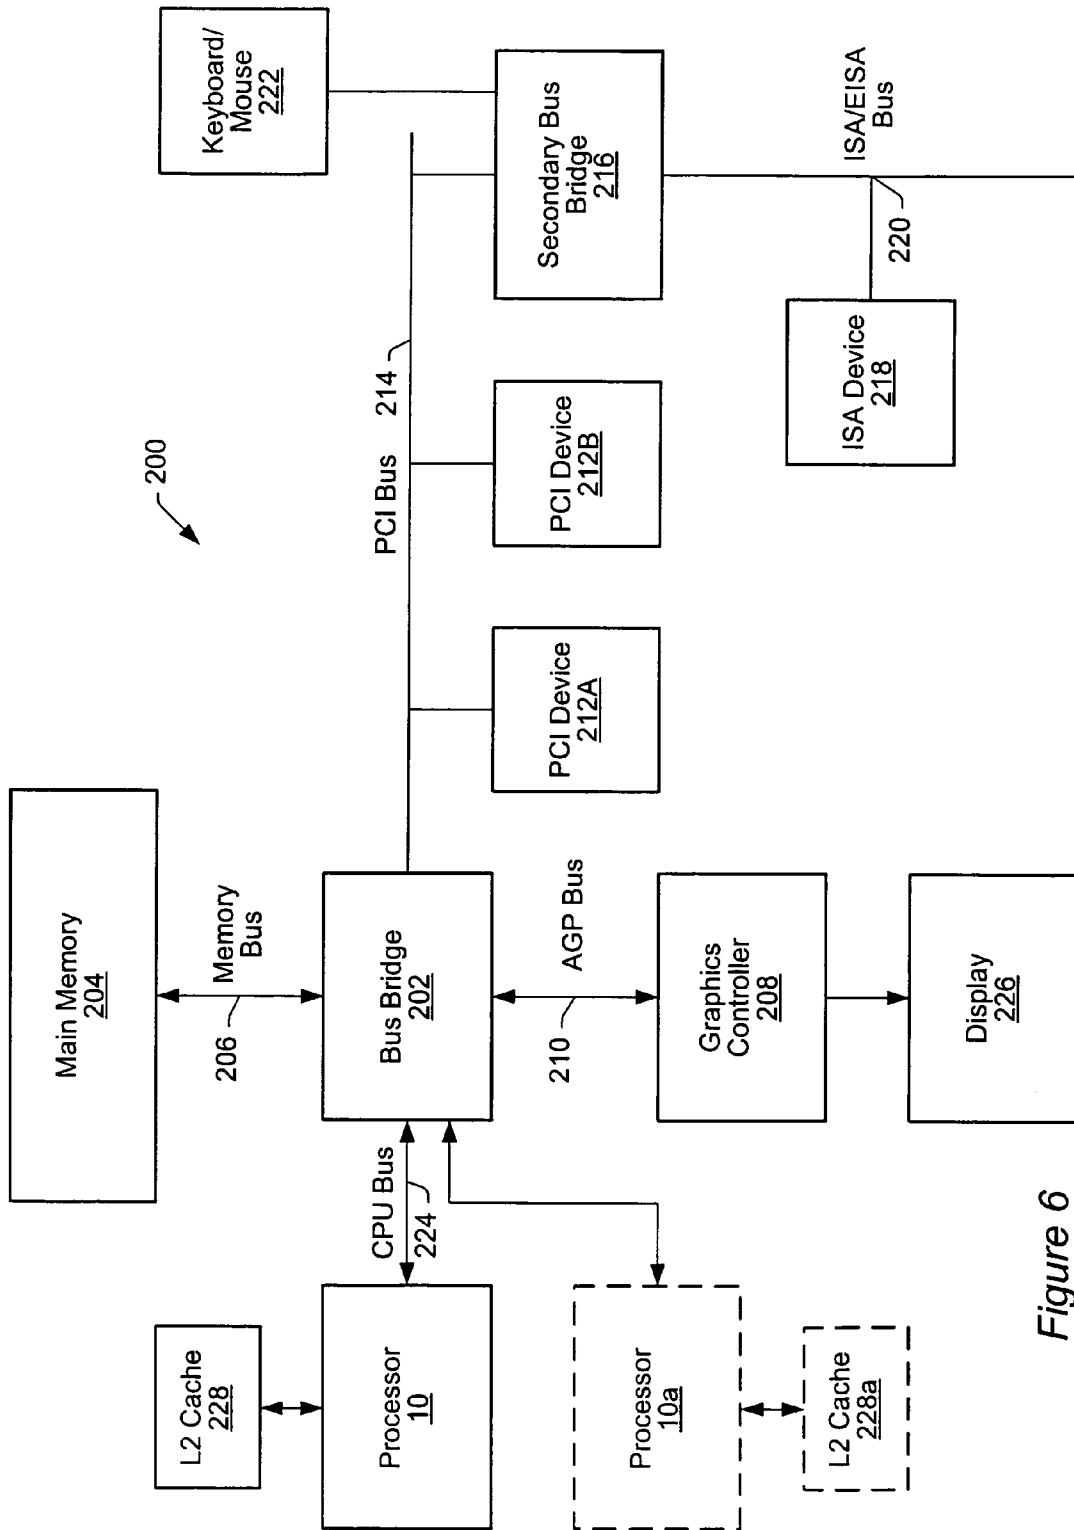 200
Main Memory
204
206
Memory
Bus
L2 Cache
228
Processor
10
CPU Bus
224
Bus Bridge
202
PCI Bus
214
Keyboard/
Mouse
222
Processor
10a
L2 Cache
228a
210
AGP Bus
PCI Device
212A
PCI Device
212B
Secondary Bus
Bridge
216
Graphics
Controller
208
Display
226
ISA Device
218
220
ISA/EISA
Bus
Figure 6